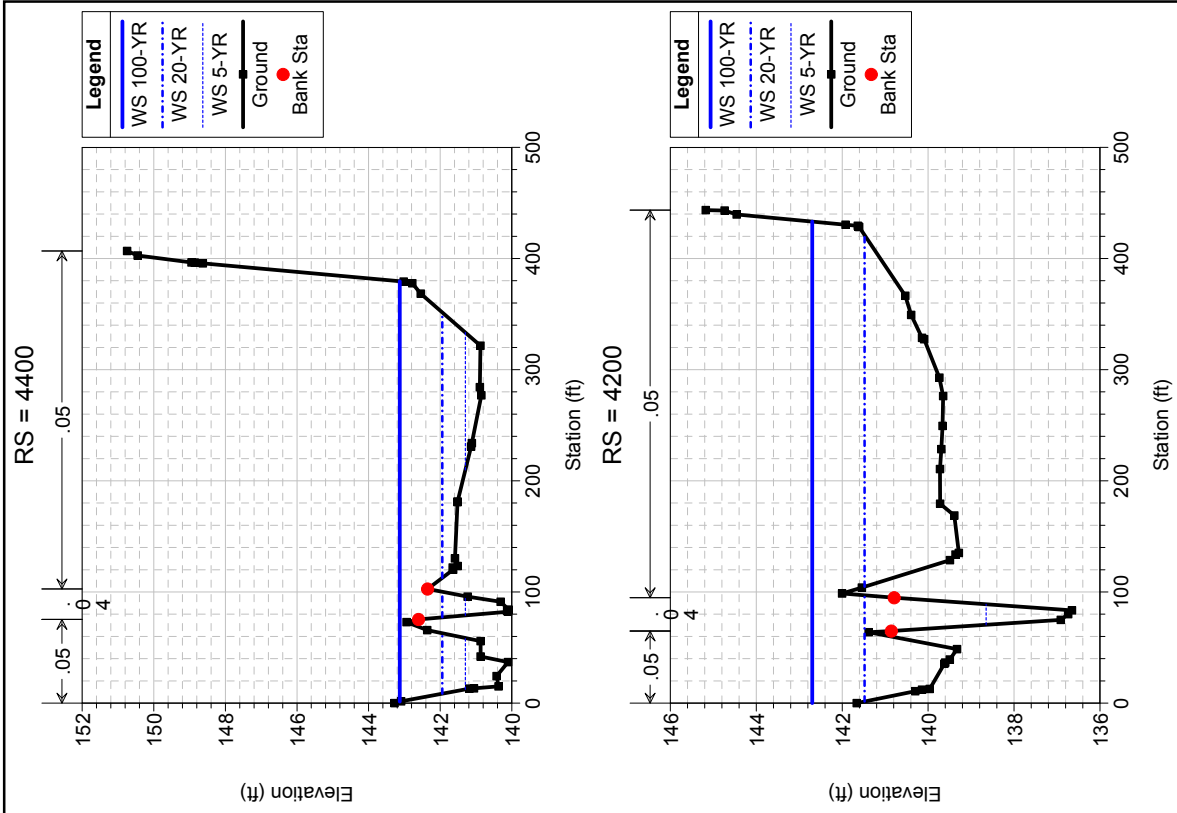 RS = 4400
.05
.04
.05
Legend
WS 100-YR
WS 20-YR
WS 5-YR
Ground
Bank Sta
152
150
148
146
144
142
140
Elevation (ft)
0
100
200
300
400
500
Station (ft)
RS = 4200
.05
.04
.05
Legend
WS 100-YR
WS 20-YR
WS 5-YR
Ground
Bank Sta
146
144
142
140
138
136
Elevation (ft)
0
100
200
300
400
500
Station (ft)